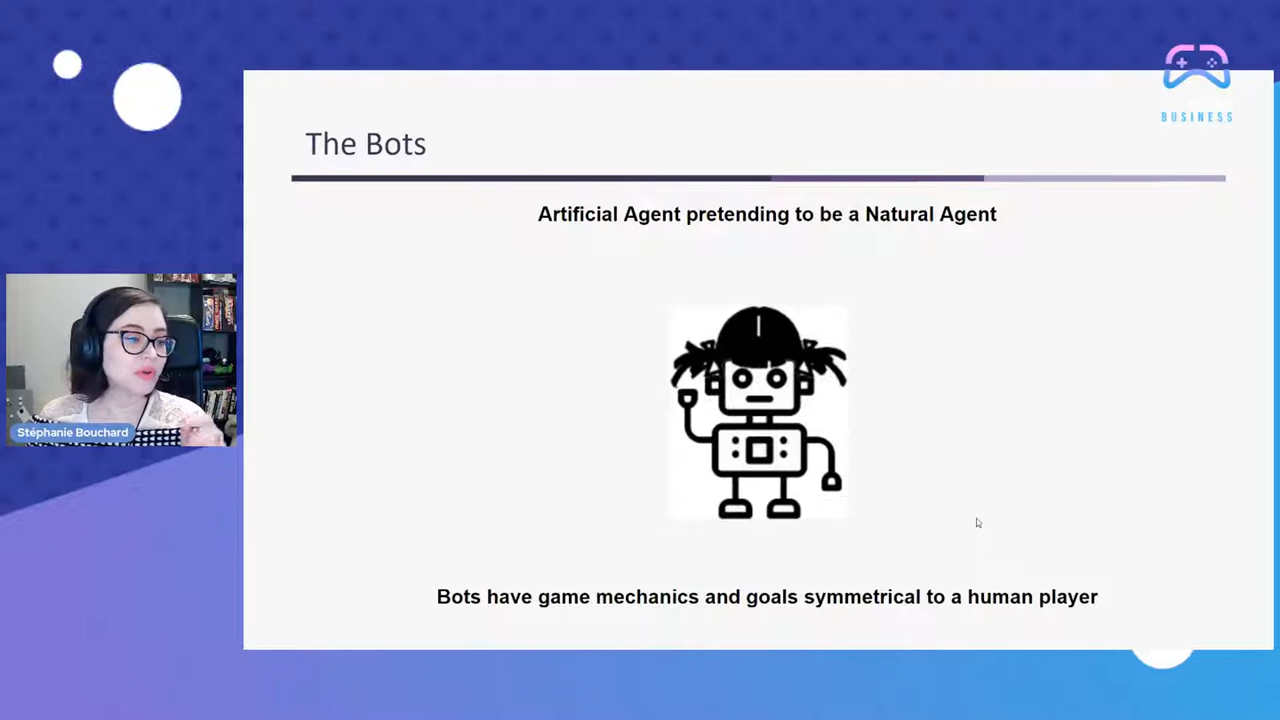 BUSINESS
The Bots
Artificial Agent pretending to be a Natural Agent
Stéphanie Bouchard
Bots have game mechanics and goals symmetrical to a human player